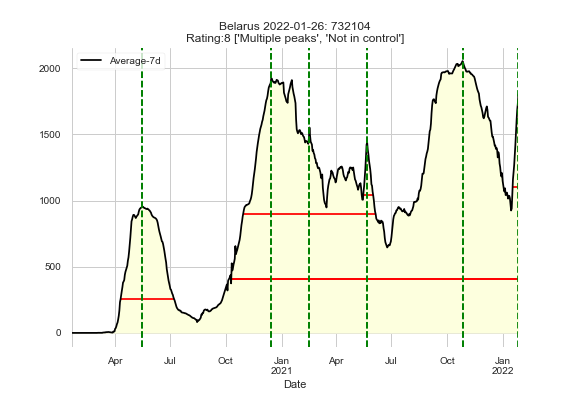 Belarus 2022-01-26: 732104
Rating:8 ['Multiple peaks', 'Not in control']
Average-7d
2000
1500
1000
500
0
Apr Jul Oct Jan Apr Jul Oct Jan
2021 2022
Date